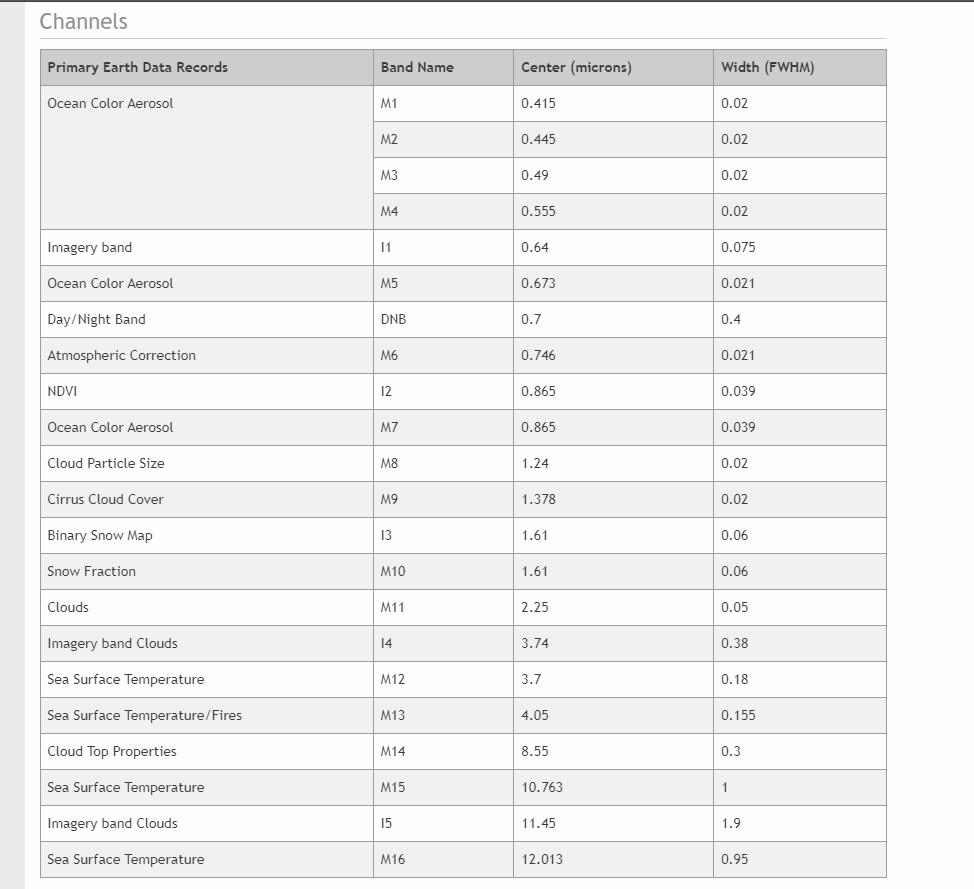 Channels
Primary Earth Data Records Band Name Center (microns) Width (FWHM)
Ocean Color Aerosol M1 0.415 0.02
M2 0.445 0.02
M3 0.49 0.02
M4 0.555 0.02
Imagery band I1 0.64 0.075
Ocean Color Aerosol M5 0.673 0.021
Day/Night Band DNB 0.7 0.4
Atmospheric Correction M6 0.746 0.021
NDVI I2 0.865 0.039
Ocean Color Aerosol M7 0.865 0.039
Cloud Particle Size M8 1.24 0.02
Cirrus Cloud Cover M9 1.378 0.02
Binary Snow Map I3 1.61 0.06
Snow Fraction M10 1.61 0.06
Clouds M11 2.25 0.05
Imagery band Clouds I4 3.74 0.38
Sea Surface Temperature M12 3.7 0.18
Sea Surface Temperature/Fires M13 4.05 0.155
Cloud Top Properties M14 8.55 0.3
Sea Surface Temperature M15 10.763 1
Imagery band Clouds I5 11.45 1.9
Sea Surface Temperature M16 12.013 0.95